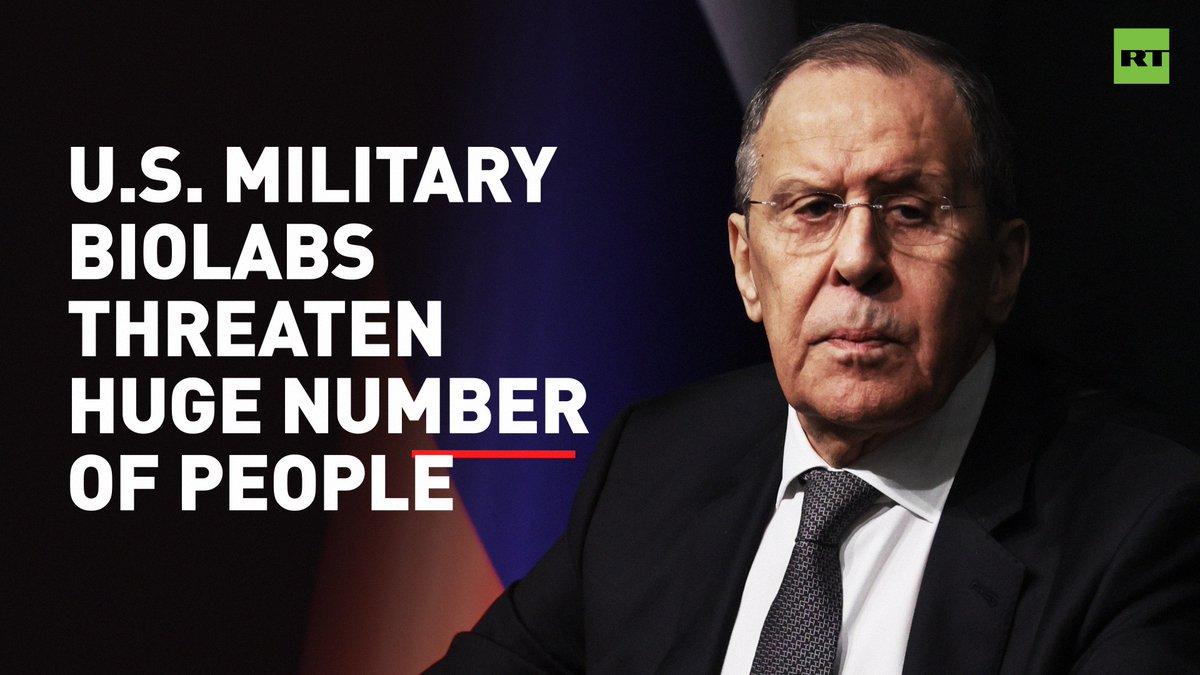 RT
U.S. MILITARY
BIOLABS
THREATEN
HUGE NUMBER
OF PEOPLE